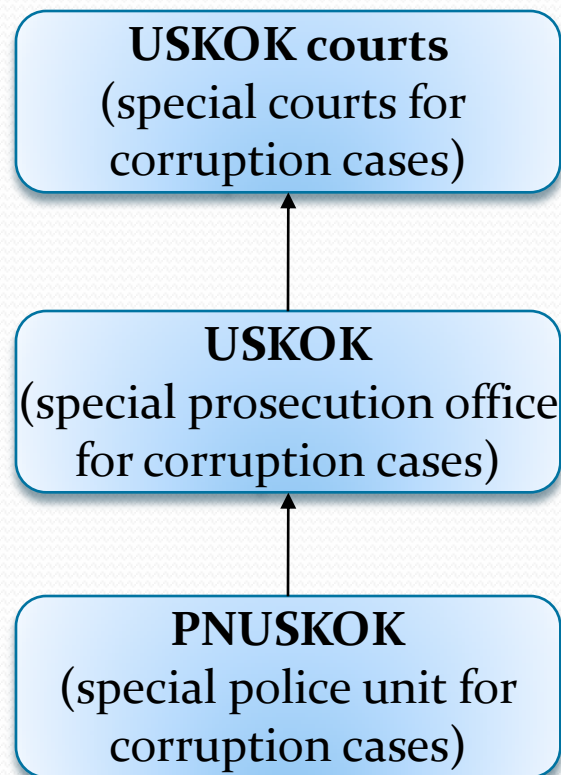 USKOK courts
(special courts for
corruption cases)
USKOK
(special prosecution office
for corruption cases)
PNUSKOK
(special police unit for
corruption cases)